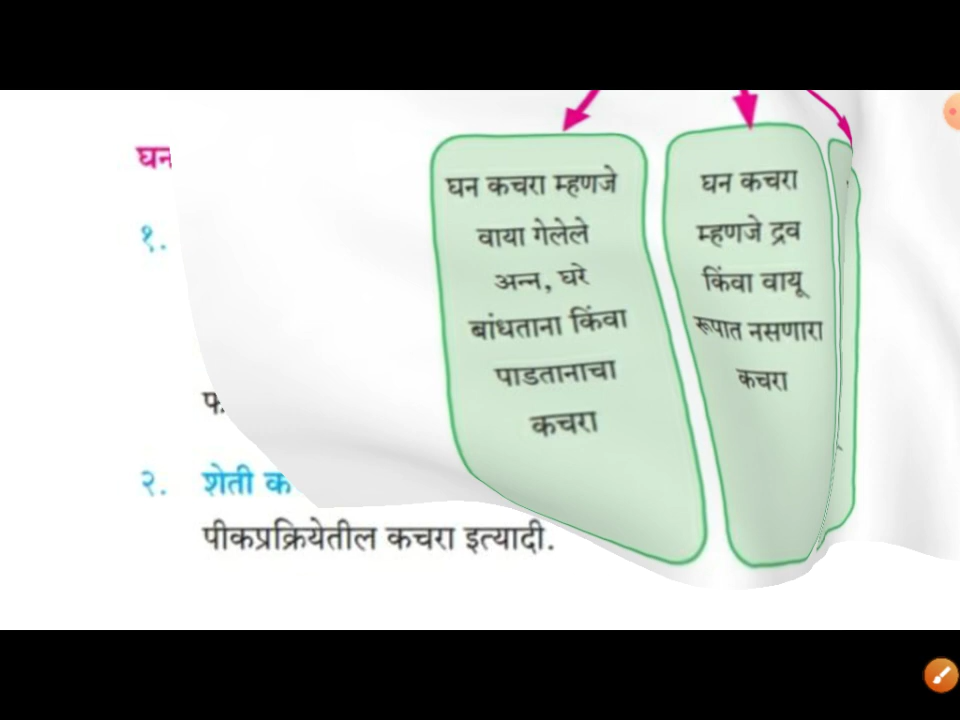 घन
१.
२. शेती क
पीकप्रक्रियेतील कचरा इत्यादी.
घन कचरा म्हणजे
वाया गेलेले
अन्न, घरे
बांधताना किंवा
पाडतानाचा
कचरा
घन कचरा
म्हणजे द्रव
किंवा वायू
रूपात नसणारा
कचरा